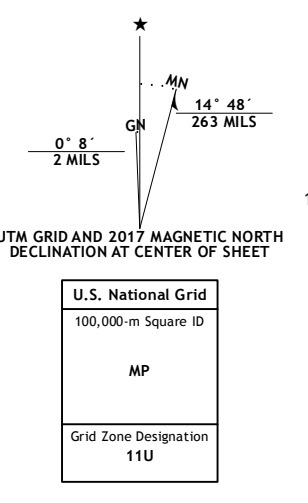 ★
MN
14° 48´
263 MILS
GN
0° 8´
2 MILS
UTM GRID AND 2017 MAGNETIC NORTH
DECLINATION AT CENTER OF SHEET
U.S. National Grid
100,000-m Square ID
MP
Grid Zone Designation
11U